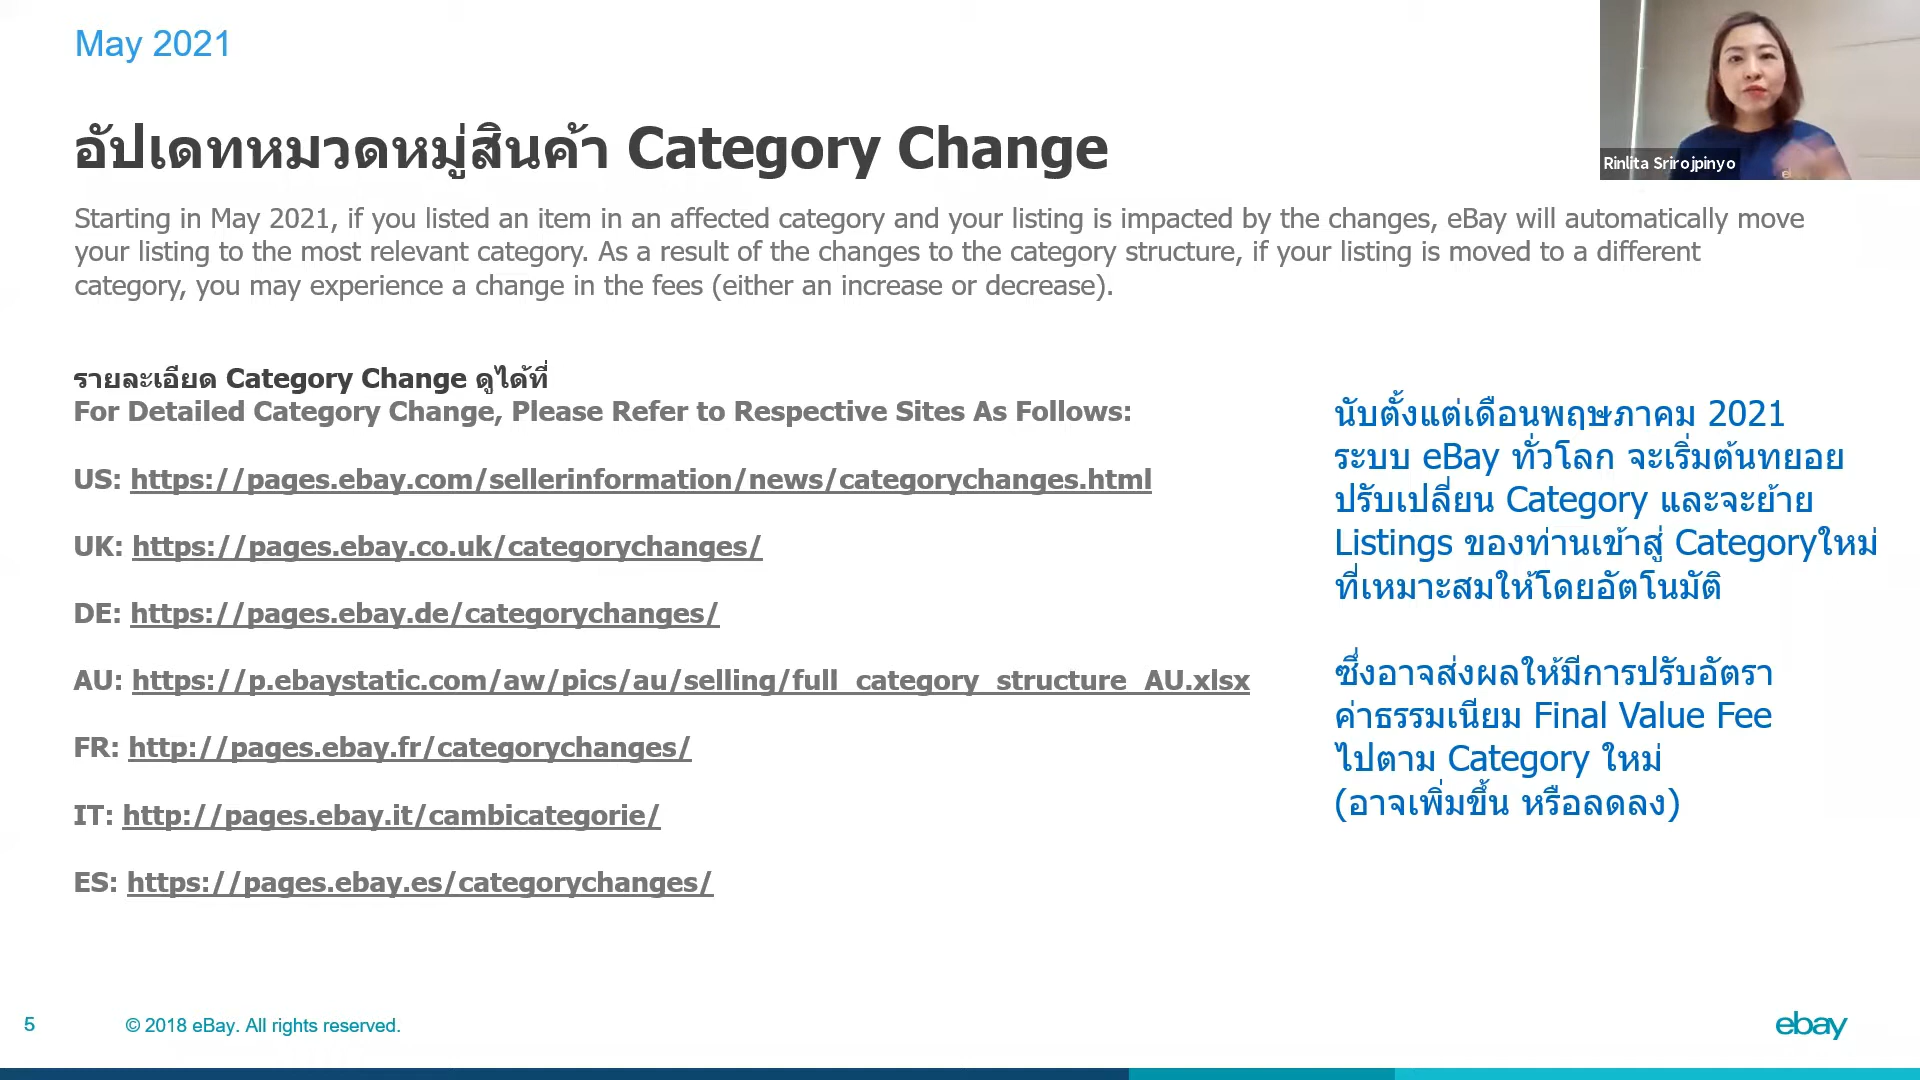 May 2021
อัปเดทหมวดหมู่สินค้า Category Change
Rinlita Srirojpinyo
Starting in May 2021, if you listed an item in an affected category and your listing is impacted by the changes, eBay will automatically move
your listing to the most relevant category. As a result of the changes to the category structure, if your listing is moved to a different
category, you may experience a change in the fees (either an increase or decrease).
รายละเอียด Category Change ดูได้ที่
For Detailed Category Change, Please Refer to Respective Sites As Follows:
US: https://pages.ebay.com/sellerinformation/news/categorychanges.html
UK: https://pages.ebay.co.uk/categorychanges/
DE: https://pages.ebay.de/categorychanges/
AU: https://p.ebaystatic.com/aw/pics/au/selling/full_category_structure_AU.xlsx
FR: http://pages.ebay.fr/categorychanges/
IT: http://pages.ebay.it/cambicategorie/
ES: https://pages.ebay.es/categorychanges/
นับตั้งแต่เดือนพฤษภาคม 2021
ระบบ eBay ทั่วโลก จะเริ่มต้นทยอย
ปรับเปลี่ยน Category และจะย้าย
Listings ของท่านเข้าสู่ Categoryใหม่
ที่เหมาะสมให้โดยอัตโนมัติ
ซึ่งอาจส่งผลให้มีการปรับอัตรา
ค่าธรรมเนียม Final Value Fee
ไปตาม Category ใหม่
(อาจเพิ่มขึ้น หรือลดลง)
5
© 2018 eBay. All rights reserved.
ebay